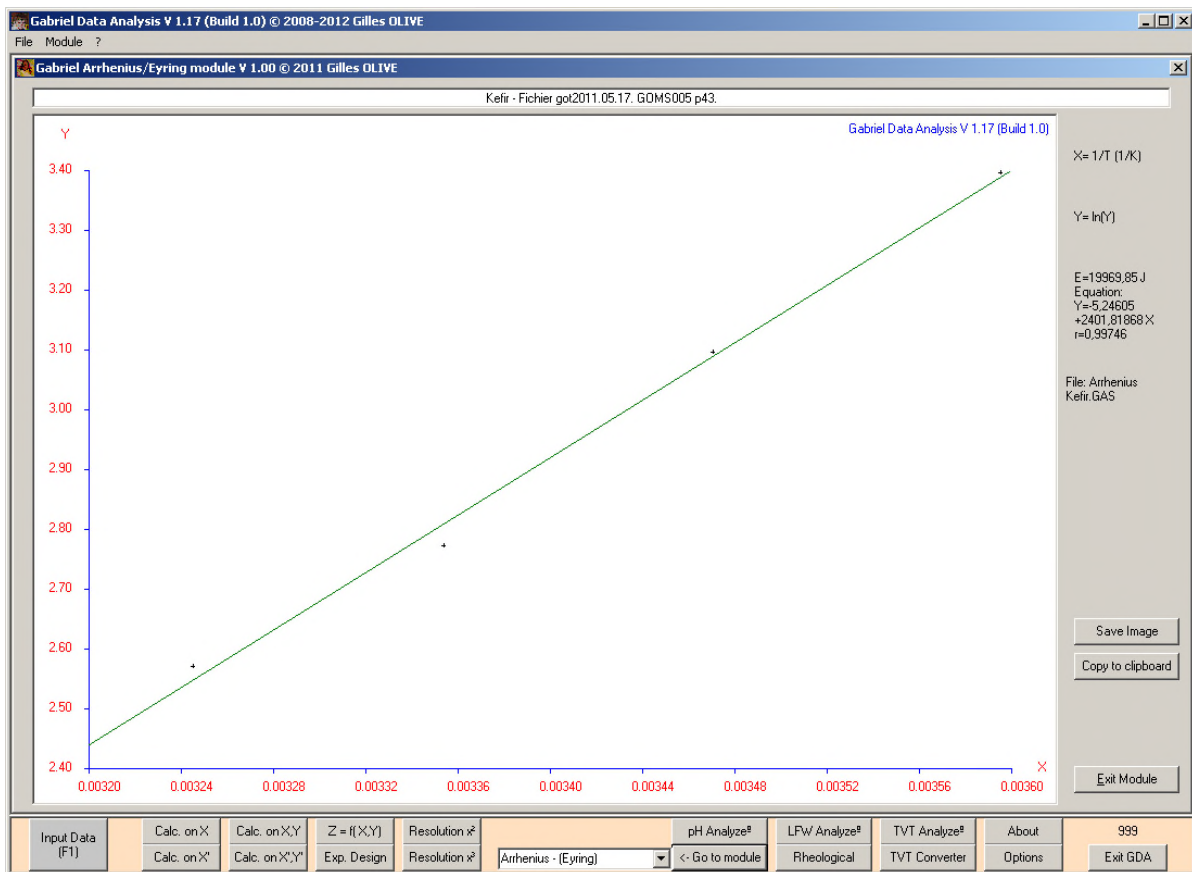 Gabriel Data Analysis V 1.17 (Build 1.0) © 2008-2012 Gilles OLIVE
File Module ?
Gabriel Arrhenius/Eyring module V 1.00 © 2011 Gilles OLIVE
Kefir - Fichier got2011.05.17. GOMS005 p43.
Gabriel Data Analysis V 1.17 (Build 1.0)
Y
3.40
3.30
3.20
3.10
3.00
2.90
2.80
2.70
2.60
2.50
2.40
X
0.00320 0.00324 0.00328 0.00332 0.00336 0.00340 0.00344 0.00348 0.00352 0.00356 0.00360
X= 1/T (1/K)
Y= ln(Y)
E=19969,85 J
Equation:
Y=-5,24605
+2401,81868 X
r=0,99746
File: Arrhenius
Kefir.GAS
Save Image
Copy to clipboard
Exit Module
Input Data
(F1)
Calc. on X Calc. on X,Y Z = f(X,Y) Resolution x² pH Analyze® LFW Analyze® TVT Analyze® About 999
Calc. on X' Calc. on X',Y' Exp. Design Resolution x³ Arrhenius - (Eyring) <- Go to module Rheological TVT Converter Options Exit GDA